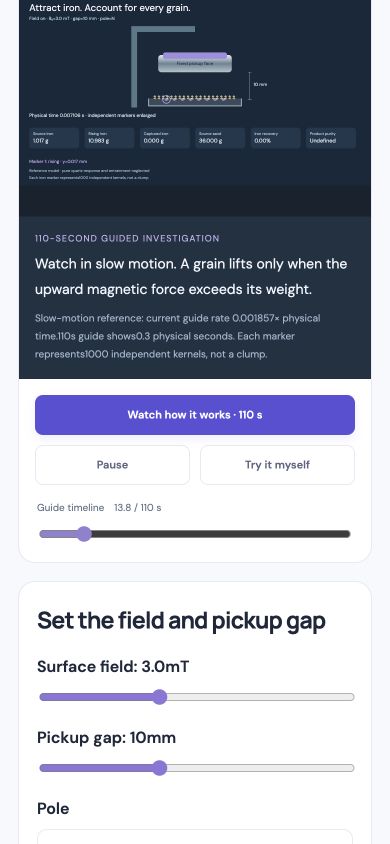 Attract iron. Account for every grain.
Field on · B₀=3.0 mT · gap=10 mm · pole=N
Fixed pickup face
10 mm
Physical time 0.007106 s · independent markers enlarged
Source iron
1.017 g
Rising iron
10.983 g
Captured iron
0.000 g
Source sand
36.000 g
Iron recovery
0.00%
Product purity
Undefined
Marker 1: rising · y=0.017 mm
Reference model · pure quartz response and entrainment neglected
Each iron marker represents1000 independent kernels, not a clump.
110-SECOND GUIDED INVESTIGATION
Watch in slow motion. A grain lifts only when the
upward magnetic force exceeds its weight.
Slow-motion reference: current guide rate 0.001857× physical
time.110s guide shows0.3 physical seconds. Each marker
represents1000 independent kernels, not a clump.
Watch how it works · 110 s
Pause
Try it myself
Guide timeline 13.8 / 110 s
Set the field and pickup gap
Surface field: 3.0mT
Pickup gap: 10mm
Pole